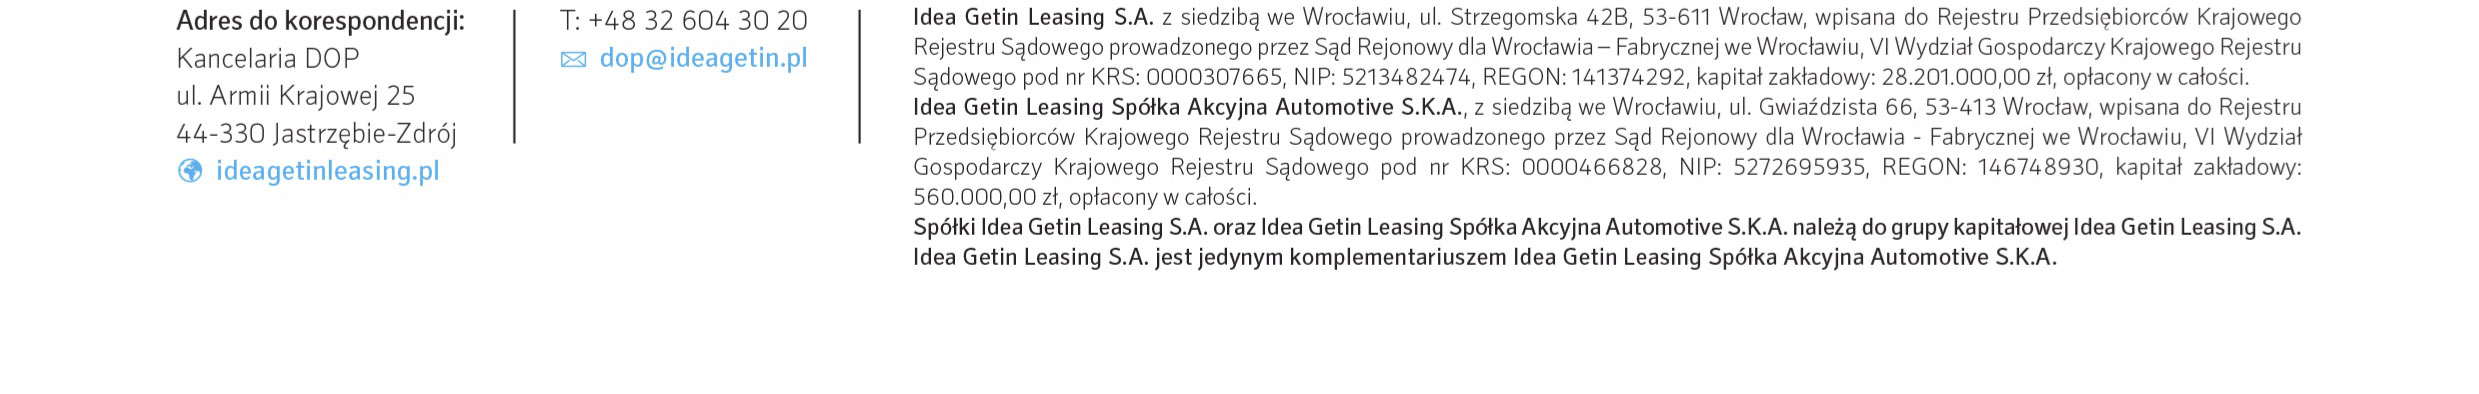 Adres do korespondencji:
Kancelaria DOP
ul. Armii Krajowej 25
44-330 Jastrzębie-Zdrój
ideagetinleasing.pl
T: +48 32 604 30 20
dop@ideagetin.pl
Idea Getin Leasing S.A. z siedzibą we Wrocławiu, ul. Strzegomska 42B, 53-611 Wrocław, wpisana do Rejestru Przedsiębiorców Krajowego
Rejestru Sądowego prowadzonego przez Sąd Rejonowy dla Wrocławia – Fabrycznej we Wrocławiu, VI Wydział Gospodarczy Krajowego Rejestru
Sądowego pod nr KRS: 0000307665, NIP: 5213482474, REGON: 141374292, kapitał zakładowy: 28.201.000,00 zł, opłacony w całości.
Idea Getin Leasing Spółka Akcyjna Automotive S.K.A., z siedzibą we Wrocławiu, ul. Gwiaździsta 66, 53-413 Wrocław, wpisana do Rejestru
Przedsiębiorców Krajowego Rejestru Sądowego prowadzonego przez Sąd Rejonowy dla Wrocławia - Fabrycznej we Wrocławiu, VI Wydział
Gospodarczy Krajowego Rejestru Sądowego pod nr KRS: 0000466828, NIP: 5272695935, REGON: 146748930, kapitał zakładowy:
560.000,00 zł, opłacony w całości.
Spółki Idea Getin Leasing S.A. oraz Idea Getin Leasing Spółka Akcyjna Automotive S.K.A. należą do grupy kapitałowej Idea Getin Leasing S.A.
Idea Getin Leasing S.A. jest jedynym komplementariuszem Idea Getin Leasing Spółka Akcyjna Automotive S.K.A.